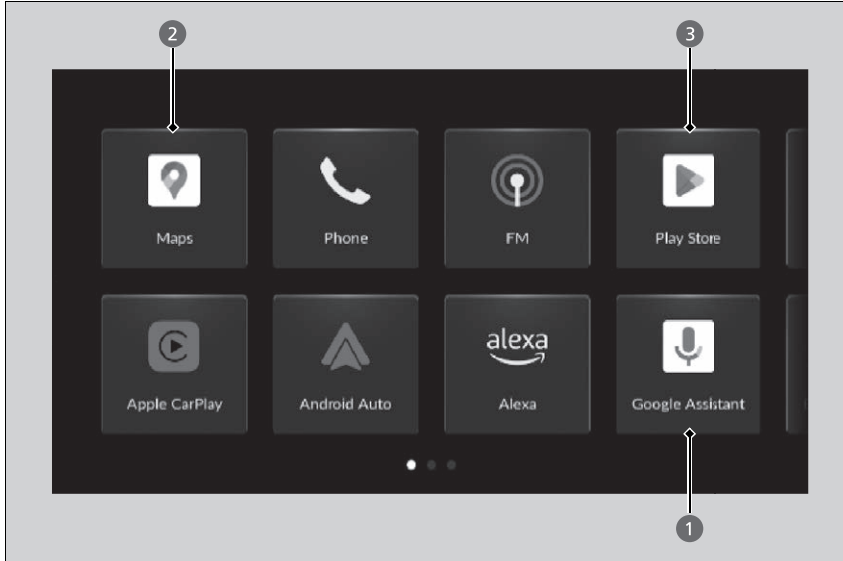 2
3
Maps
Phone
FM
Play Store
alexa
Apple CarPlay
Android Auto
Alexa
Google Assistant
1